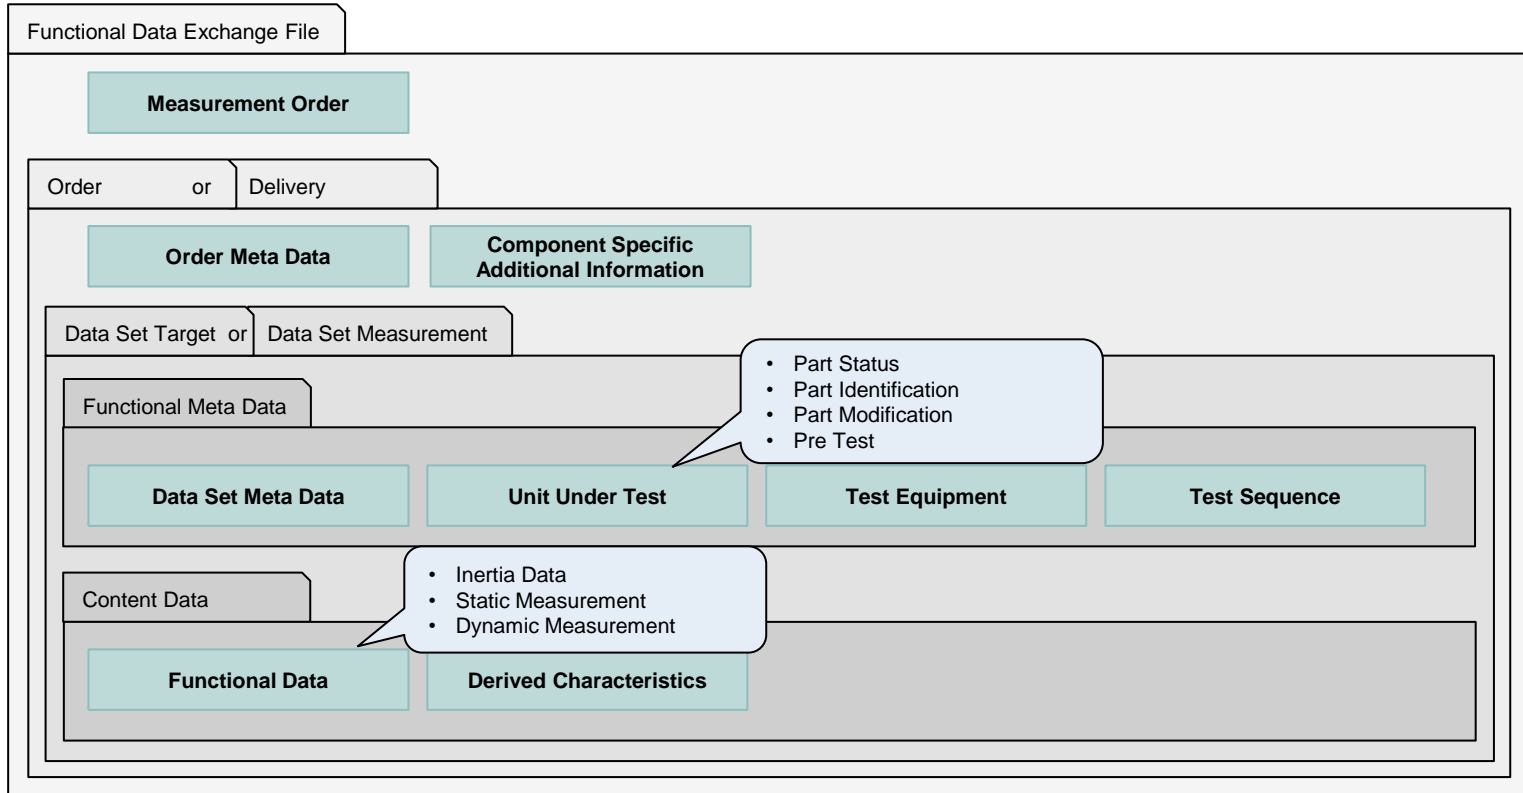 Functional Data Exchange File
Measurement Order
Order or Delivery
Order Meta Data
Component Specific
Additional Information
Data Set Target or Data Set Measurement
• Part Status
• Part Identification
• Part Modification
• Pre Test
Functional Meta Data
Data Set Meta Data
Unit Under Test
Test Equipment
Test Sequence
• Inertia Data
• Static Measurement
• Dynamic Measurement
Content Data
Functional Data
Derived Characteristics